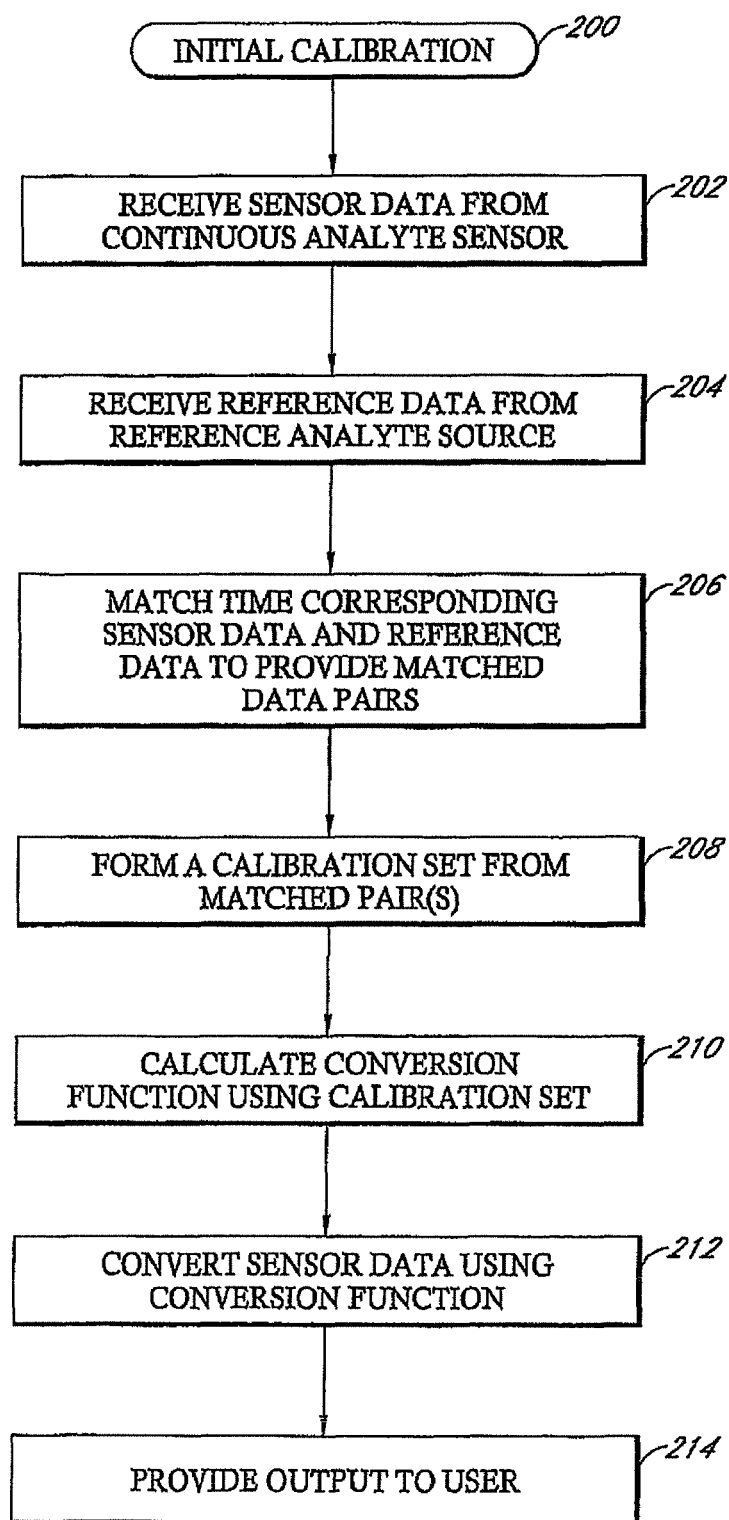 INITIAL CALIBRATION
200
RECEIVE SENSOR DATA FROM
CONTINUOUS ANALYTE SENSOR
202
RECEIVE REFERENCE DATA FROM
REFERENCE ANALYTE SOURCE
204
MATCH TIME CORRESPONDING
SENSOR DATA AND REFERENCE
DATA TO PROVIDE MATCHED
DATA PAIRS
206
FORM A CALIBRATION SET FROM
MATCHED PAIR(S)
208
CALCULATE CONVERSION
FUNCTION USING CALIBRATION SET
210
CONVERT SENSOR DATA USING
CONVERSION FUNCTION
212
PROVIDE OUTPUT TO USER
214